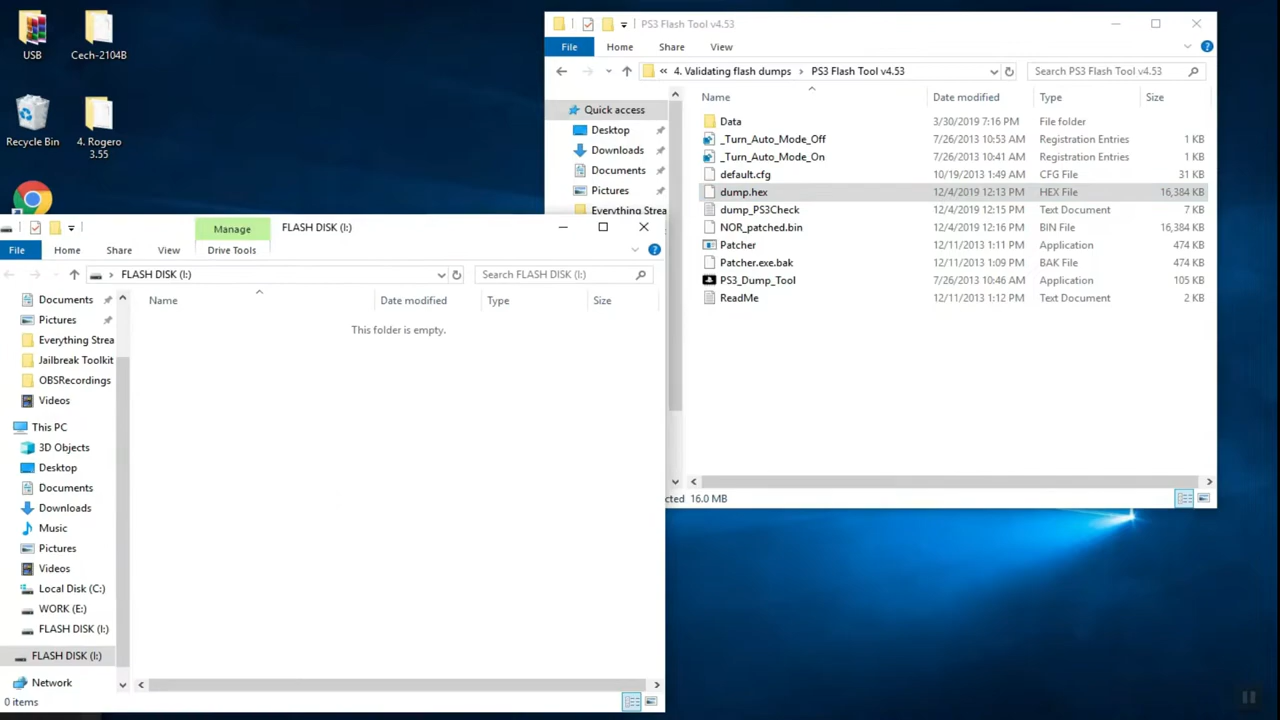 USB
Cech-2104B
Recycle Bin
4. Rogero
3.55
PS3 Flash Tool v4.53
File Home Share View
« 4. Validating flash dumps › PS3 Flash Tool v4.53
Search PS3 Flash Tool v4.53
Quick access
Desktop
Downloads
Documents
Pictures
Everything Strea
Name Date modified Type Size
Data 3/30/2019 7:16 PM File folder
_Turn_Auto_Mode_Off 7/26/2013 10:53 AM Registration Entries 1 KB
_Turn_Auto_Mode_On 7/26/2013 10:41 AM Registration Entries 1 KB
default.cfg 10/19/2013 1:49 AM CFG File 31 KB
dump.hex 12/4/2019 12:13 PM HEX File 16,384 KB
dump_PS3Check 12/4/2019 12:15 PM Text Document 7 KB
NOR_patched.bin 12/4/2019 12:16 PM BIN File 16,384 KB
Patcher 12/11/2013 1:11 PM Application 474 KB
Patcher.exe.bak 12/11/2013 1:09 PM BAK File 474 KB
PS3_Dump_Tool 7/26/2013 10:46 AM Application 105 KB
ReadMe 12/11/2013 1:12 PM Text Document 2 KB
cted 16.0 MB
Manage FLASH DISK (I:)
File Home Share View Drive Tools
› FLASH DISK (I:)
Search FLASH DISK (I:)
Documents
Pictures
Everything Strea
Jailbreak Toolkit
OBSRecordings
Videos
This PC
3D Objects
Desktop
Documents
Downloads
Music
Pictures
Videos
Local Disk (C:)
WORK (E:)
FLASH DISK (I:)
FLASH DISK (I:)
Network
Name Date modified Type Size
This folder is empty.
0 items